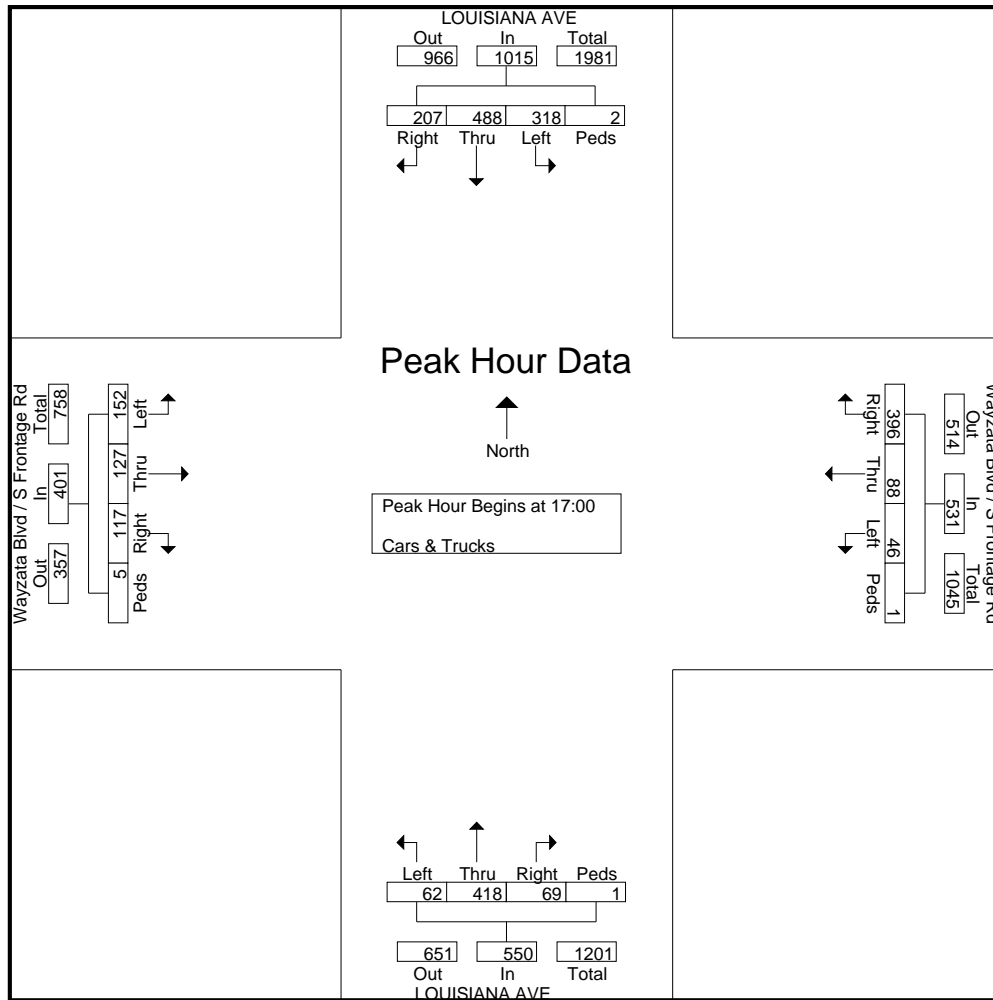 LOUISIANA AVE
Out In Total
966 1015 1981
207 488 318 2
Right Thru Left Peds
Peak Hour Data
North
Peak Hour Begins at 17:00
Cars & Trucks
Wayzata Blvd / S Frontage Rd
Total In Out
758 401 357
152 127 117 5
Left Thru Right Peds
Wayzata Blvd / S Frontage Rd
Out In Total
514 531 1045
396 88 46 1
Right Thru Left Peds
Left Thru Right Peds
62 418 69 1
651 550 1201
Out In Total
LOUISIANA AVE